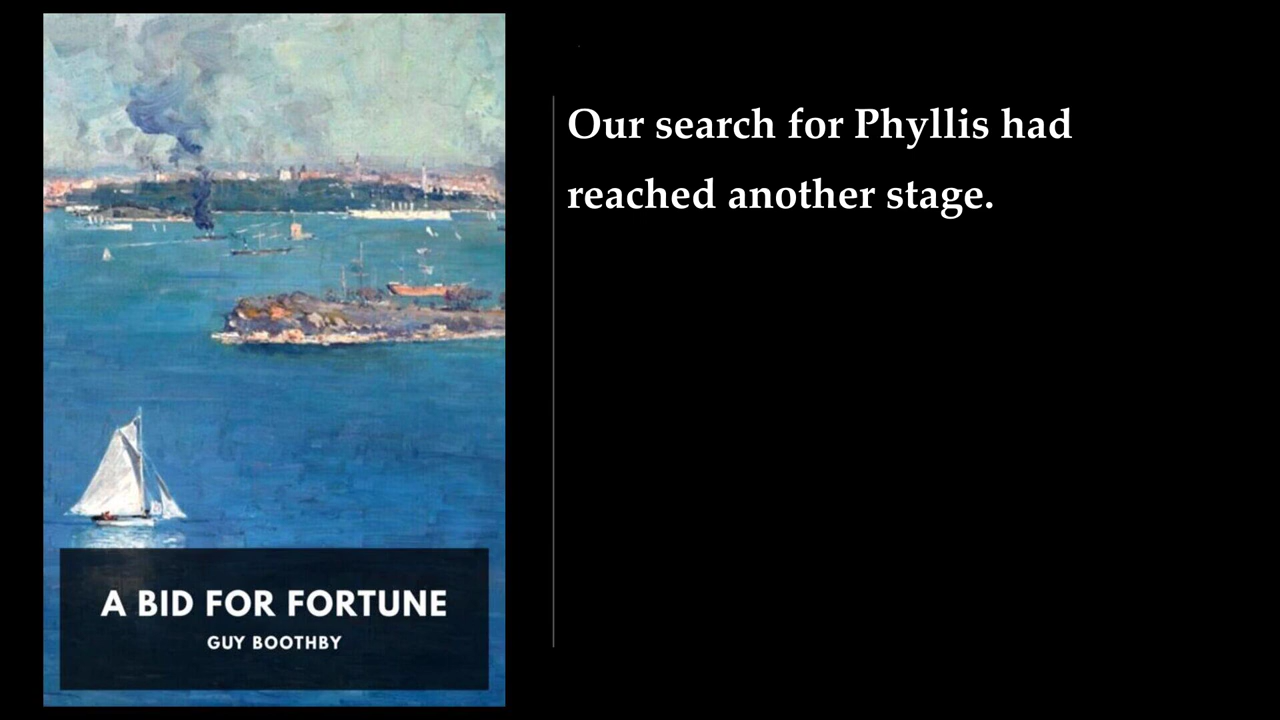 Our search for Phyllis had
reached another stage.
A BID FOR FORTUNE
GUY BOOTHBY